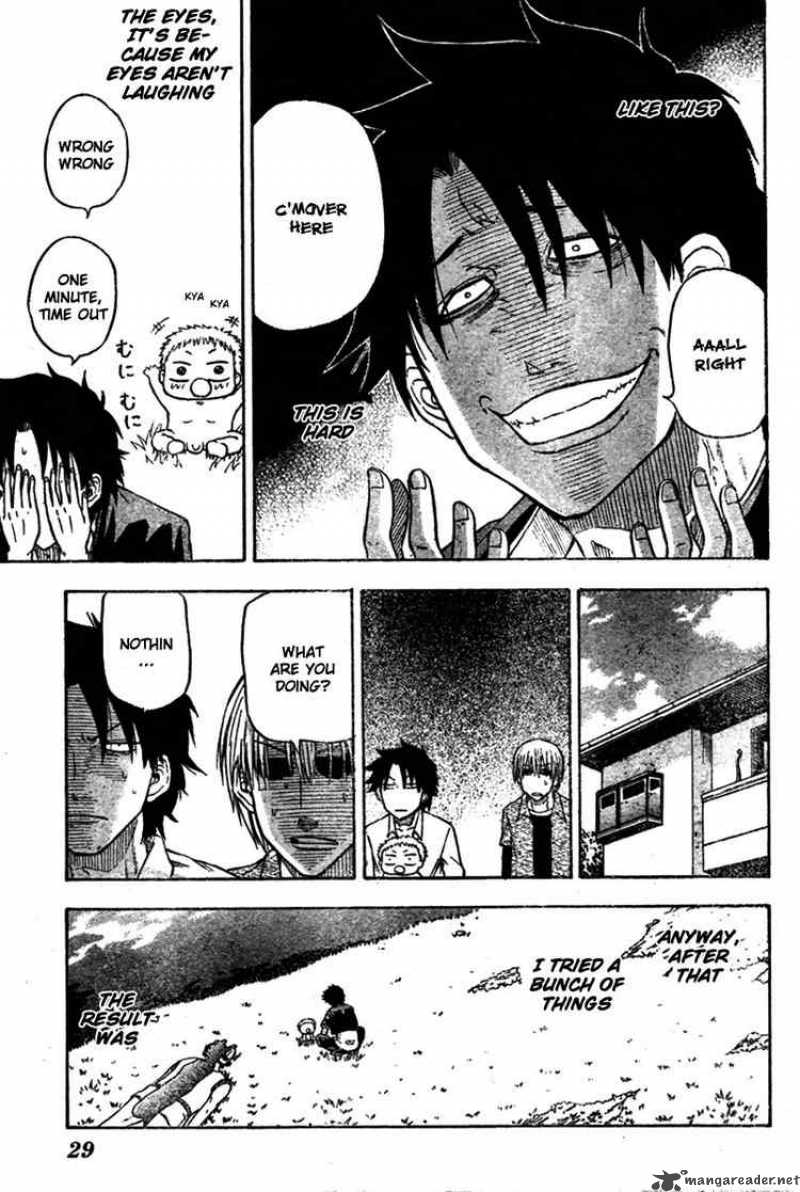 LIKE THIS?
AAALL
RIGHT
C'MOVER
HERE
THIS IS
HARD
THE EYES,
IT'S BE-
CAUSE MY
EYES AREN'T
LAUGHING
WRONG
WRONG
ONE
MINUTE,
TIME OUT
KYA
KYA
むに
むに
WHAT
ARE YOU
DOING?
NOTHIN
...
ANYWAY,
AFTER
THAT
I TRIED A
BUNCH OF
THINGS
THE
RESULT
WAS
29
mangareader.net